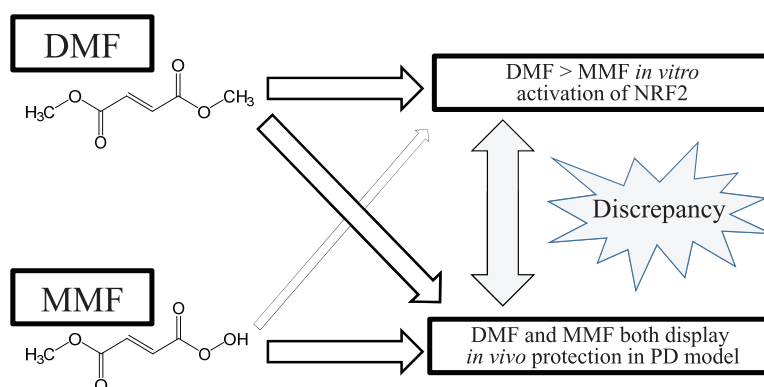 DMF
O
H₃C
O
O
CH₃
O
DMF > MMF in vitro
activation of NRF2
Discrepancy
MMF
O
H₃C
O
O
OH
O
DMF and MMF both display
in vivo protection in PD model